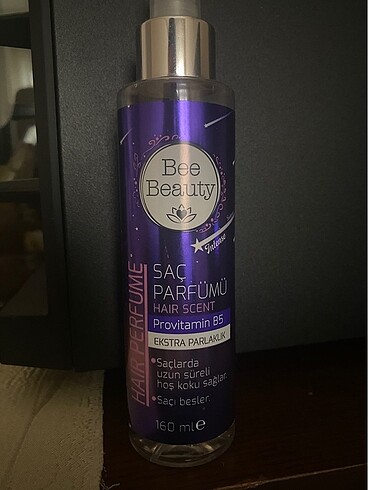 Bee
Beauty
Intense
SAÇ
PARFÜMÜ
HAIR SCENT
Provitamin B5
EKSTRA PARLAKLIK
•Saçlarda
uzun süreli
hoş koku sağlar.
•Saçı besler.
160 ml e
HAIR PERFUME